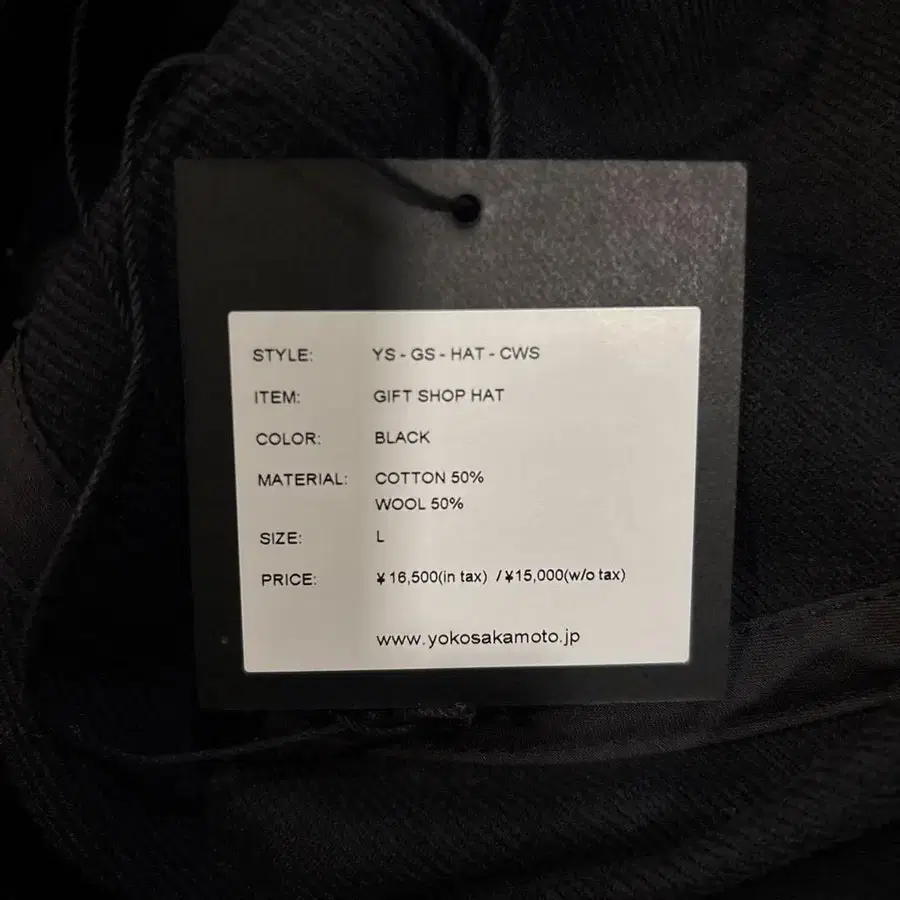 STYLE: YS - GS - HAT - CWS
ITEM: GIFT SHOP HAT
COLOR: BLACK
MATERIAL: COTTON 50%
WOOL 50%
SIZE: L
PRICE: ¥16,500(in tax) /¥15,000(w/o tax)
www.yokosakamoto.jp